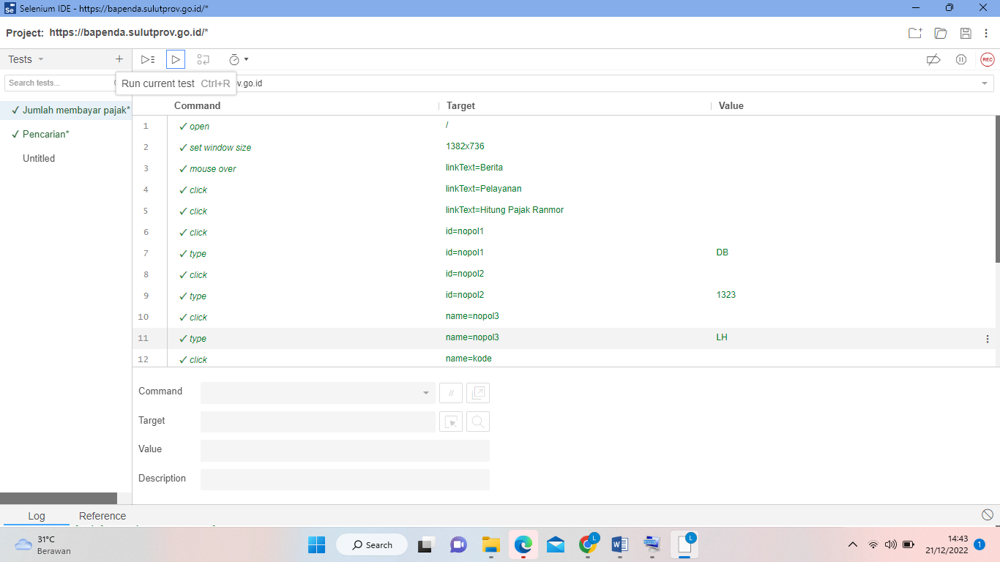 Selenium IDE - https://bapenda.sulutprov.go.id/*
Project: https://bapenda.sulutprov.go.id/*
Tests
Search tests...
Run current test Ctrl+R
v.go.id
Command Target Value
✓ Jumlah membayar pajak*
✓ Pencarian*
Untitled
1 ✓ open /
2 ✓ set window size 1382x736
3 ✓ mouse over linkText=Berita
4 ✓ click linkText=Pelayanan
5 ✓ click linkText=Hitung Pajak Ranmor
6 ✓ click id=nopol1
7 ✓ type id=nopol1 DB
8 ✓ click id=nopol2
9 ✓ type id=nopol2 1323
10 ✓ click name=nopol3
11 ✓ type name=nopol3 LH
12 ✓ click name=kode
Command //
Target
Value
Description
Log Reference
REC
31°C
Berawan
Search
L
L
14:43
21/12/2022
1